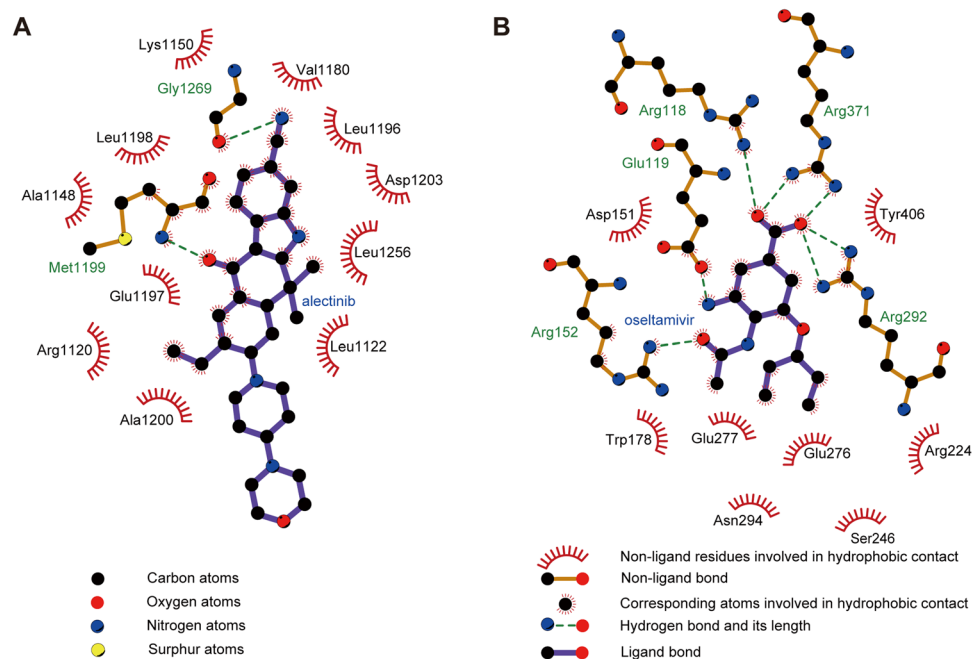 A
Lys1150
Val1180
Gly1269
Leu1198
Leu1196
Ala1148
Asp1203
Met1199
Leu1256
Glu1197
alectinib
Arg1120
Leu1122
Ala1200
Carbon atoms
Oxygen atoms
Nitrogen atoms
Surphur atoms
B
Arg118
Arg371
Glu119
Asp151
Tyr406
Arg152
oseltamivir
Arg292
Trp178
Glu277
Glu276
Arg224
Asn294
Ser246
Non-ligand residues involved in hydrophobic contact
Non-ligand bond
Corresponding atoms involved in hydrophobic contact
Hydrogen bond and its length
Ligand bond